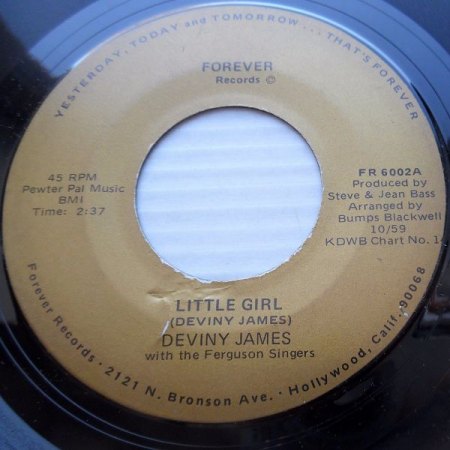 YESTERDAY, TODAY and TOMORROW . . . THAT'S FOREVER
FOREVER
Records ©
45 RPM
Pewter Pal Music
BMI
Time: 2:37
FR 6002A
Produced by
Steve & Jean Bass
Arranged by
Bumps Blackwell
10/59
KDWB Chart No. 1
LITTLE GIRL
(DEVINY JAMES)
DEVINY JAMES
with the Ferguson Singers
Forever Records · 2121 N. Bronson Ave. · Hollywood, Calif. 90068